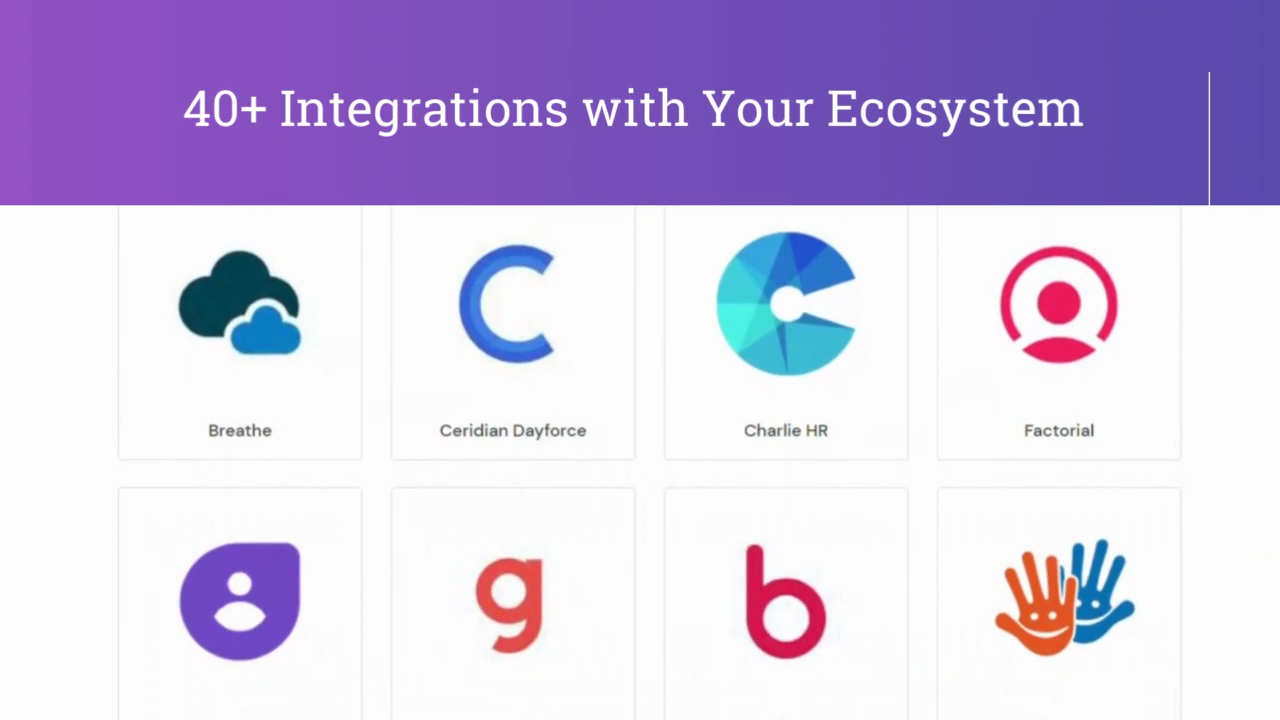 40+ Integrations with Your Ecosystem
Breathe
Ceridian Dayforce
Charlie HR
Factorial
g
b